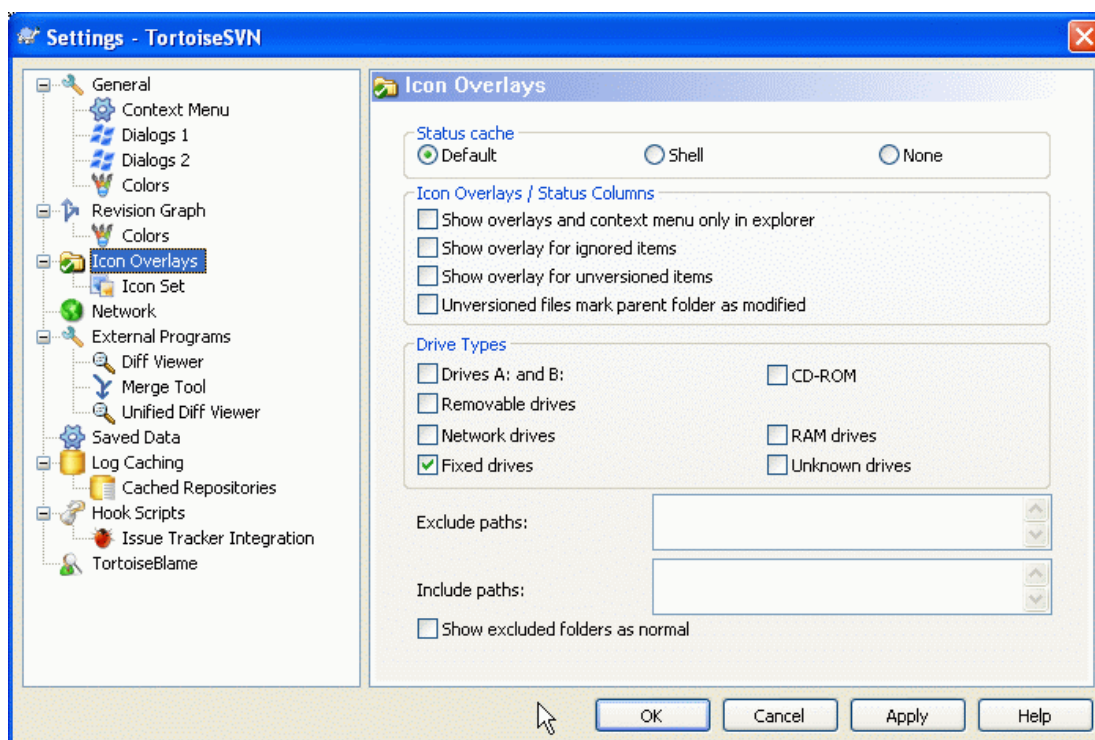 Settings - TortoiseSVN
General
Context Menu
Dialogs 1
Dialogs 2
Colors
Revision Graph
Colors
Icon Overlays
Icon Set
Network
External Programs
Diff Viewer
Merge Tool
Unified Diff Viewer
Saved Data
Log Caching
Cached Repositories
Hook Scripts
Issue Tracker Integration
TortoiseBlame
Icon Overlays
Status cache
Default Shell None
Icon Overlays / Status Columns
Show overlays and context menu only in explorer
Show overlay for ignored items
Show overlay for unversioned items
Unversioned files mark parent folder as modified
Drive Types
Drives A: and B: CD-ROM
Removable drives
Network drives RAM drives
Fixed drives Unknown drives
Exclude paths:
Include paths:
Show excluded folders as normal
OK Cancel Apply Help